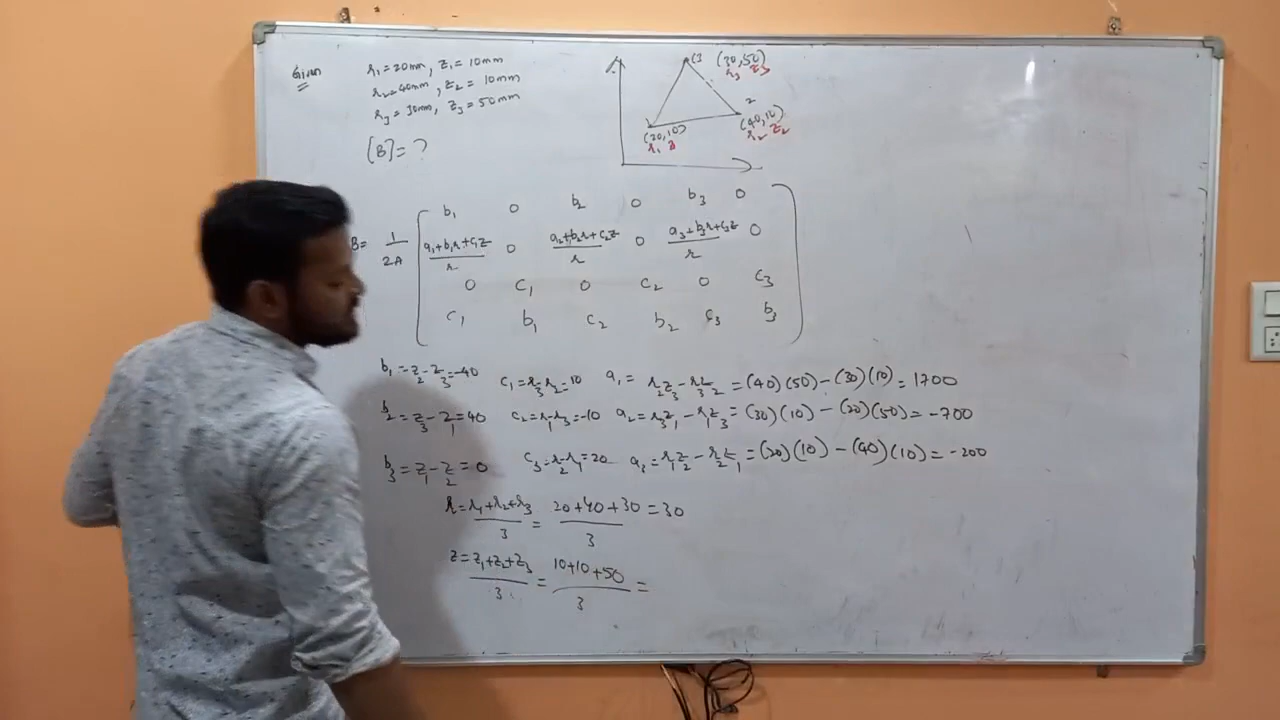 Given
r₁ = 20mm, z₁ = 10mm
r₂ = 40mm, z₂ = 10mm
r₃ = 30mm, z₃ = 50mm
[B] = ?
3 (30,50)
r₃ z₃
2
(40,10)
r₂ z₂
1
(20,10)
r₁ z₁
b₁ 0 b₂ 0 b₃ 0
B = 1/2A (a₁+b₁r+c₁z)/r 0 (a₂+b₂r+c₂z)/r 0 (a₃+b₃r+c₃z)/r 0
0 c₁ 0 c₂ 0 c₃
c₁ b₁ c₂ b₂ c₃ b₃
b₁ = z₂ - z₃ = -40 c₁ = r₃ - r₂ = 10 a₁ = r₂z₃ - r₃z₂ = (40)(50) - (30)(10) = 1700
b₂ = z₃ - z₁ = 40 c₂ = r₁ - r₃ = -10 a₂ = r₃z₁ - r₁z₃ = (30)(10) - (20)(50) = -700
b₃ = z₁ - z₂ = 0 c₃ = r₂ - r₁ = 20 a₃ = r₁z₂ - r₂z₁ = (20)(10) - (40)(10) = -200
r = (r₁+r₂+r₃)/3 = (20+40+30)/3 = 30
z = (z₁+z₂+z₃)/3 = (10+10+50)/3 =